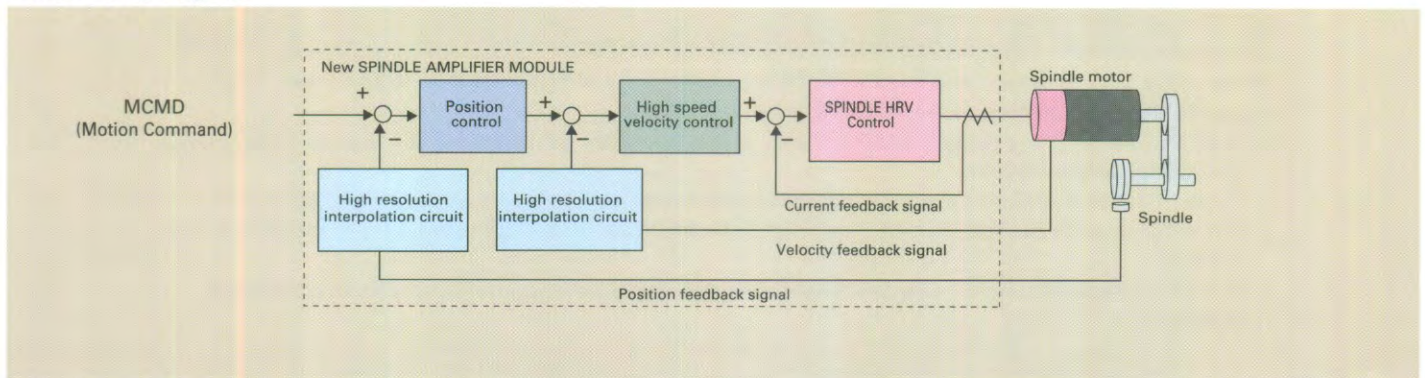 New SPINDLE AMPLIFIER MODULE
Spindle motor
MCMD
(Motion Command)
+
−
Position
control
+
−
High speed
velocity control
+
−
SPINDLE HRV
Control
High resolution
interpolation circuit
High resolution
interpolation circuit
Current feedback signal
Spindle
Velocity feedback signal
Position feedback signal